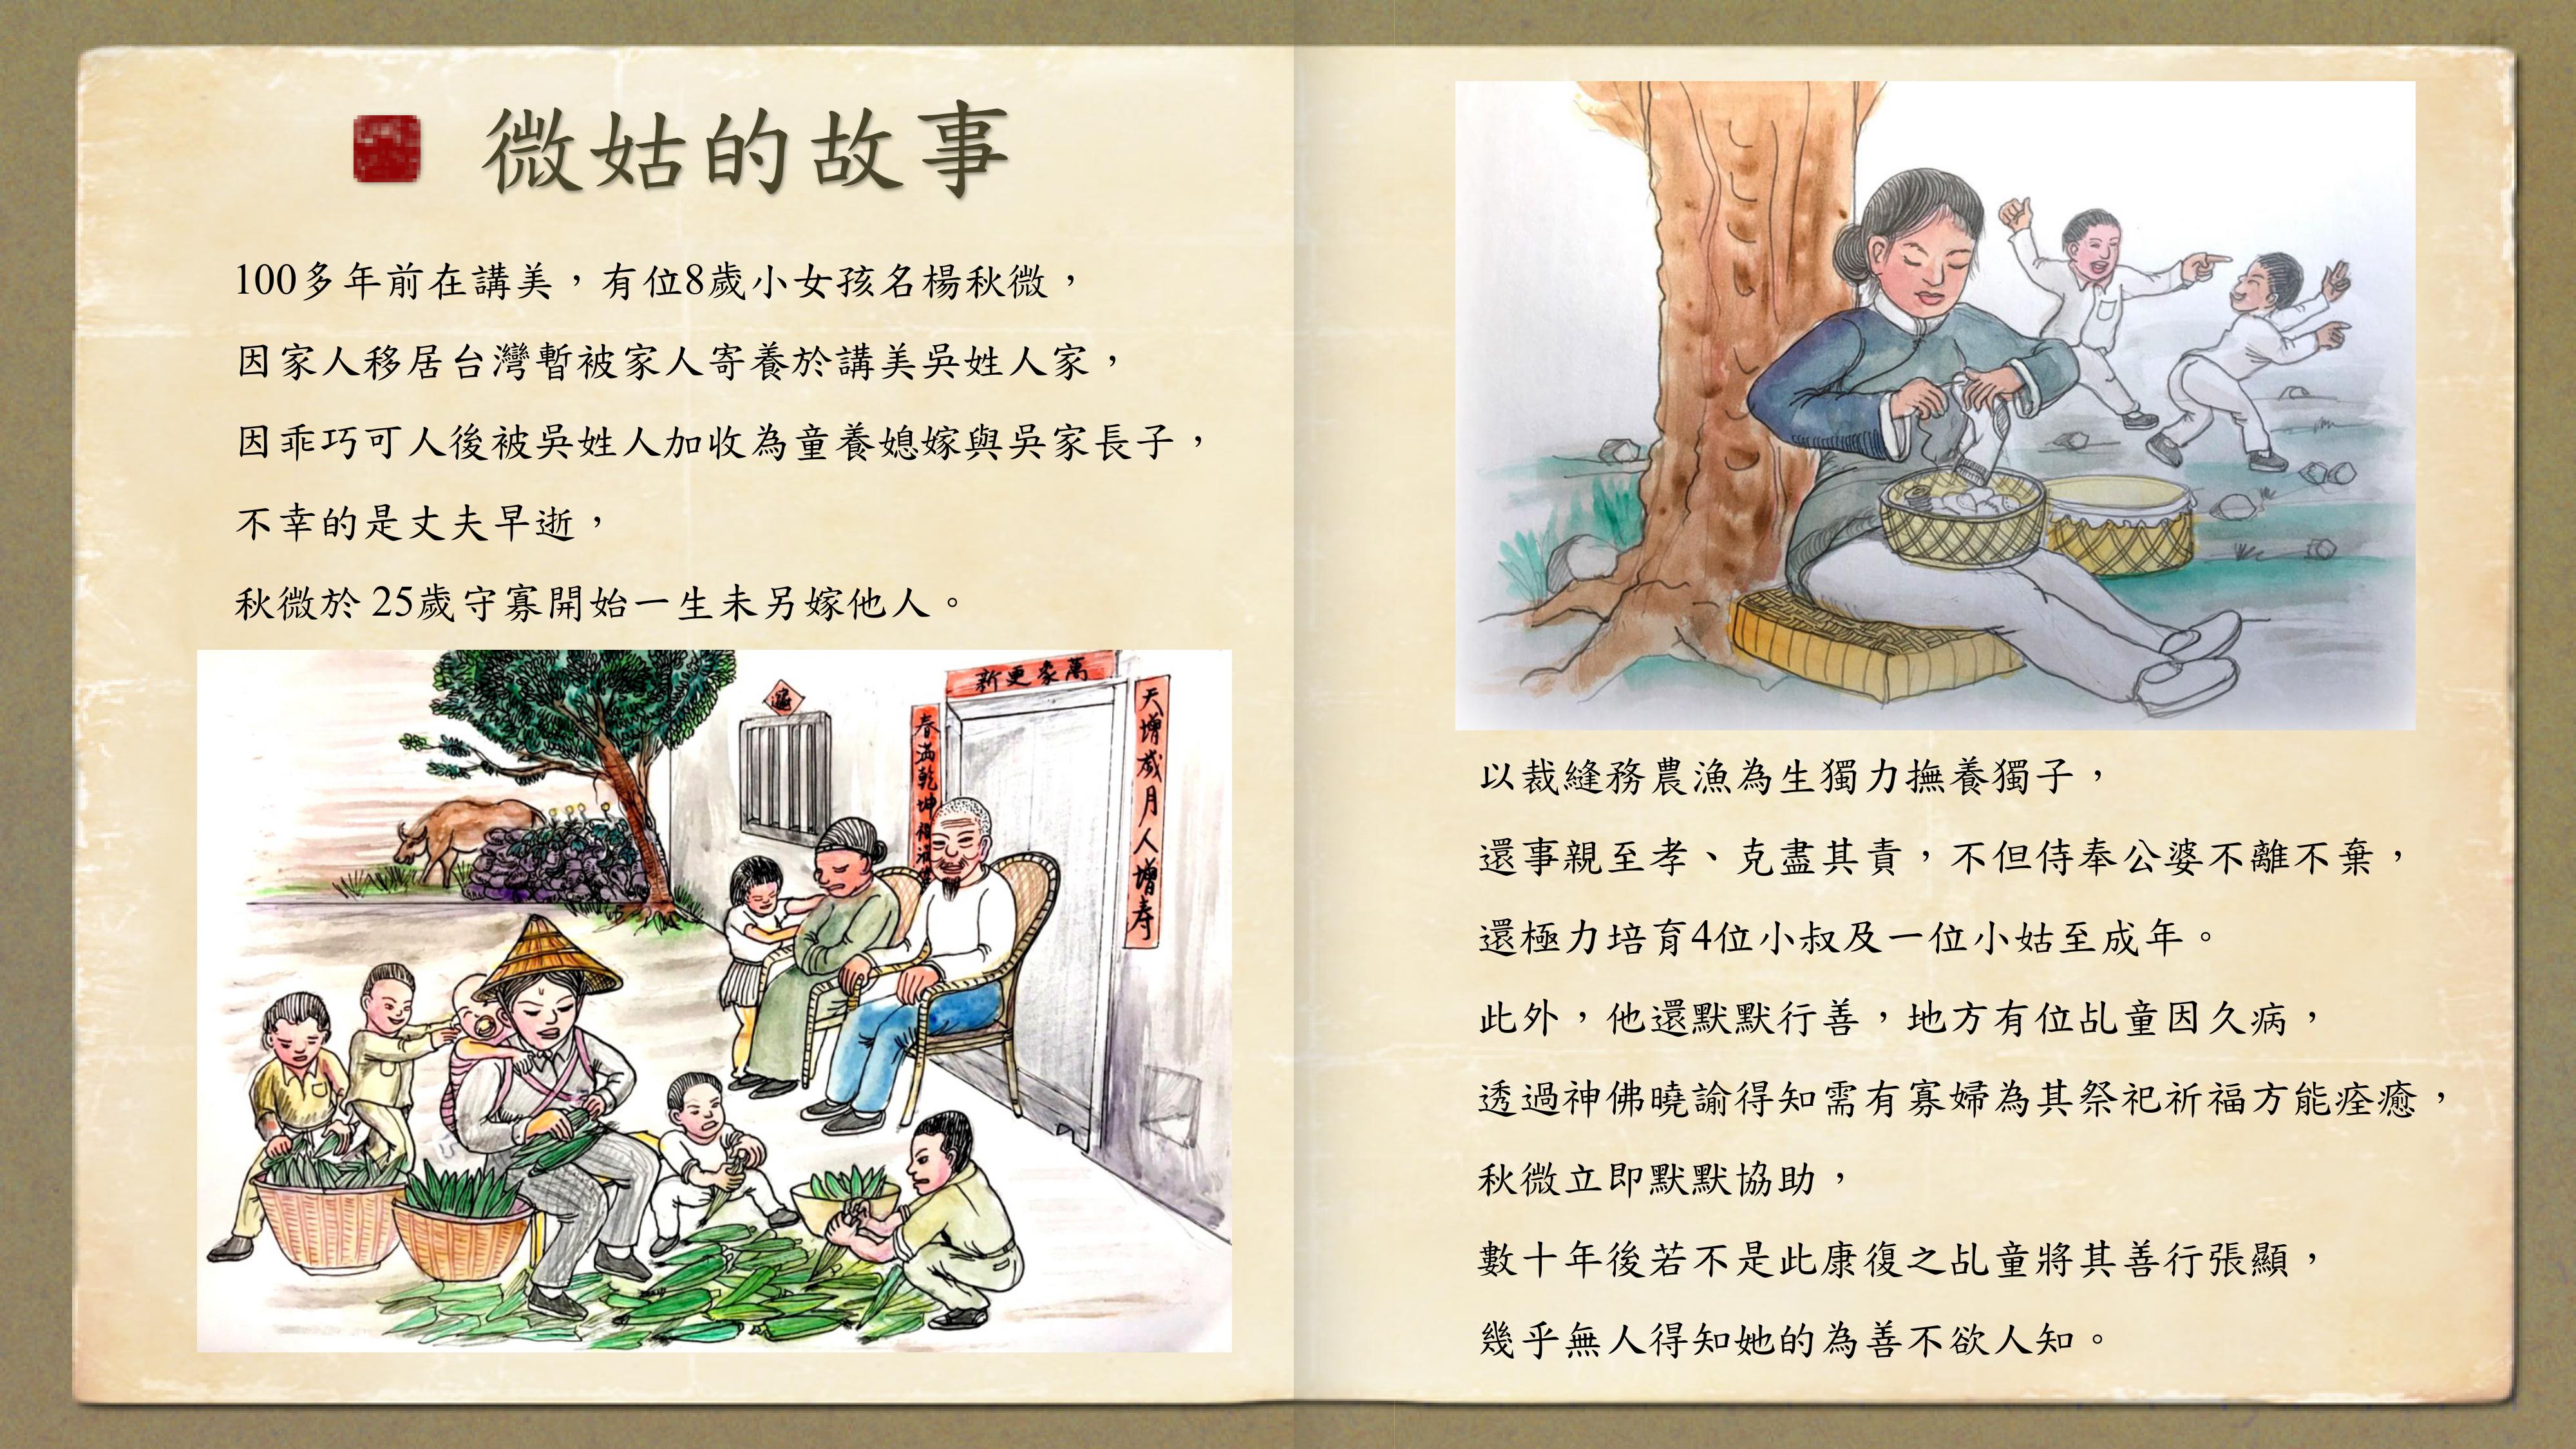 微姑的故事
100多年前在講美，有位8歲小女孩名楊秋微，
因家人移居台灣暫被家人寄養於講美吳姓人家，
因乖巧可人後被吳姓人加收為童養媳嫁與吳家長子，
不幸的是丈夫早逝，
秋微於 25歲守寡開始一生未另嫁他人。
新更象萬
春滿乾坤福滿
天增歲月人增壽
以裁縫務農漁為生獨力撫養獨子，
還事親至孝、克盡其責，不但侍奉公婆不離不棄，
還極力培育4位小叔及一位小姑至成年。
此外，他還默默行善，地方有位乩童因久病，
透過神佛曉諭得知需有寡婦為其祭祀祈福方能痊癒，
秋微立即默默協助，
數十年後若不是此康復之乩童將其善行張顯，
幾乎無人得知她的為善不欲人知。